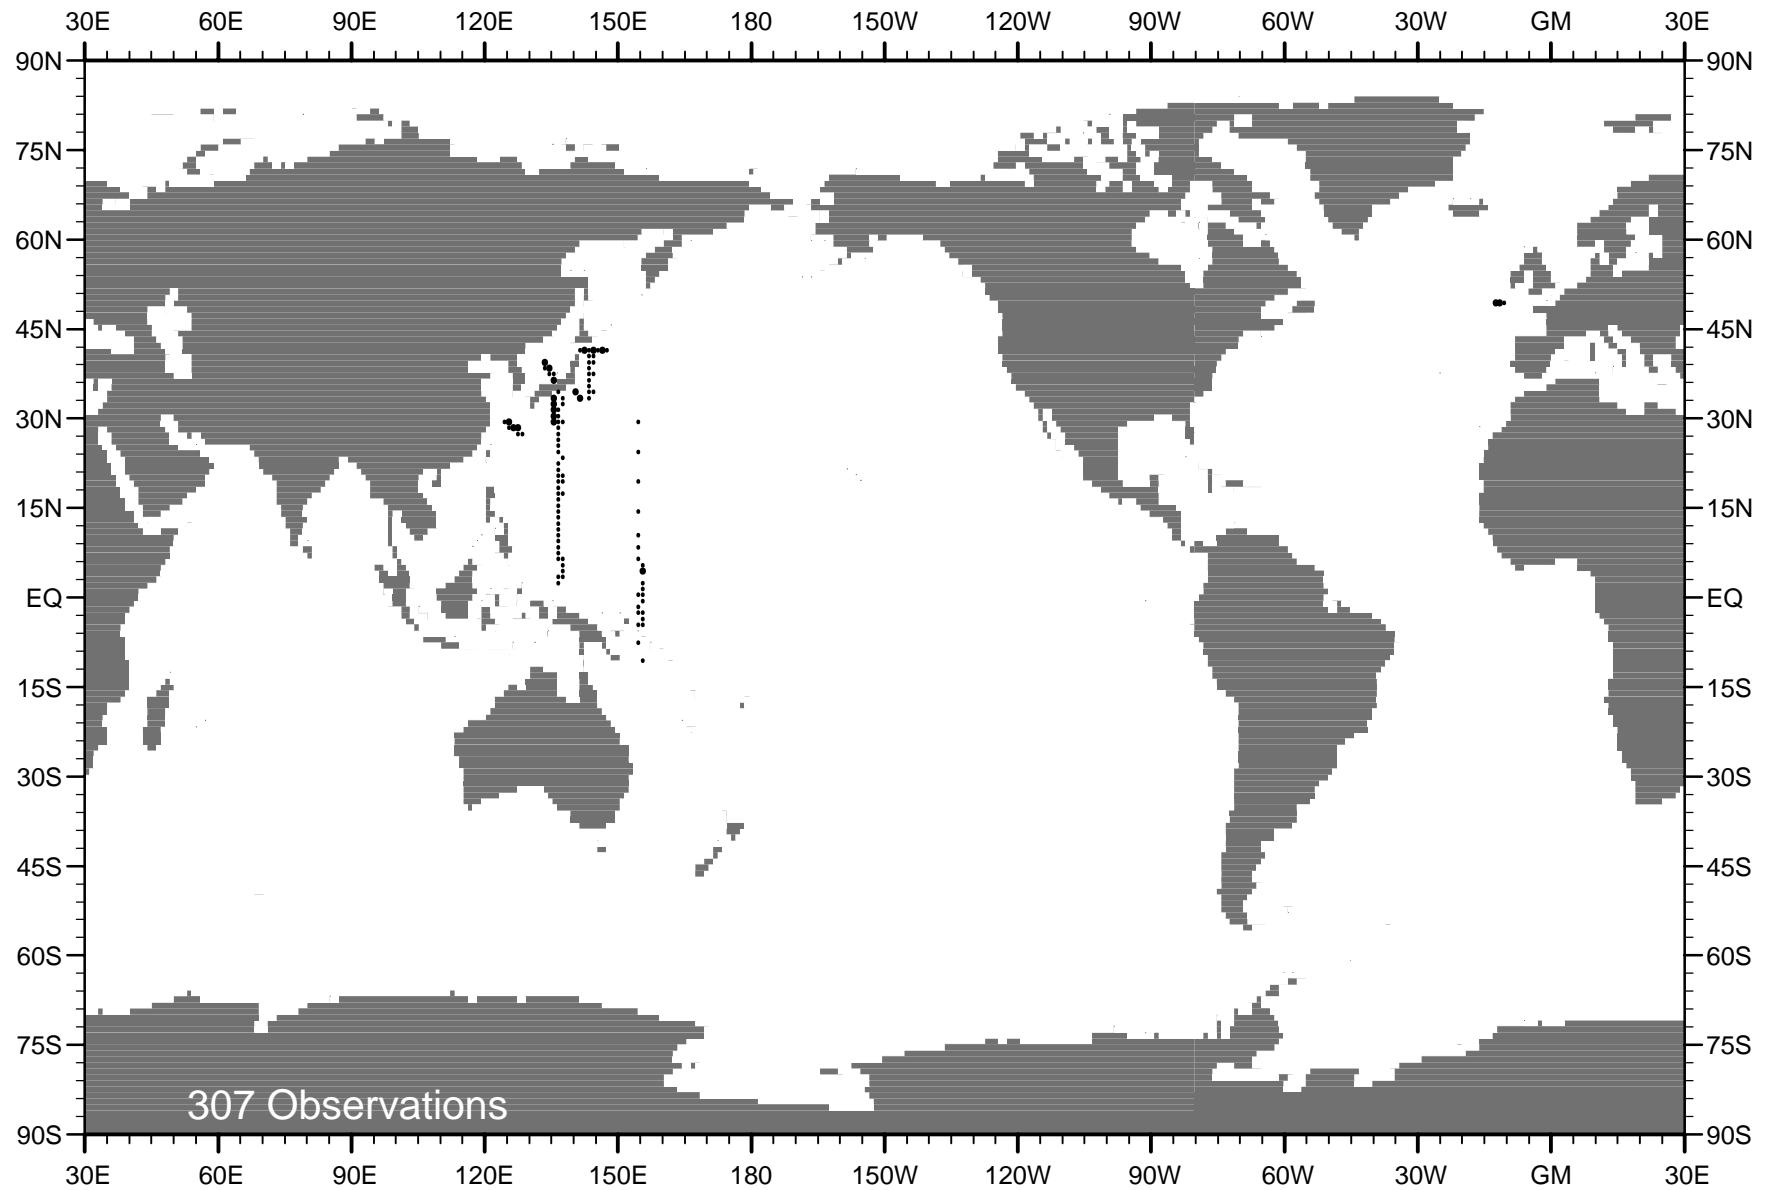 30E 60E 90E 120E 150E 180 150W 120W 90W 60W 30W GM 30E
90N 90N
75N 75N
60N 60N
45N 45N
30N 30N
15N 15N
EQ EQ
15S 15S
30S 30S
45S 45S
60S 60S
75S 75S
307 Observations
90S 90S
30E 60E 90E 120E 150E 180 150W 120W 90W 60W 30W GM 30E